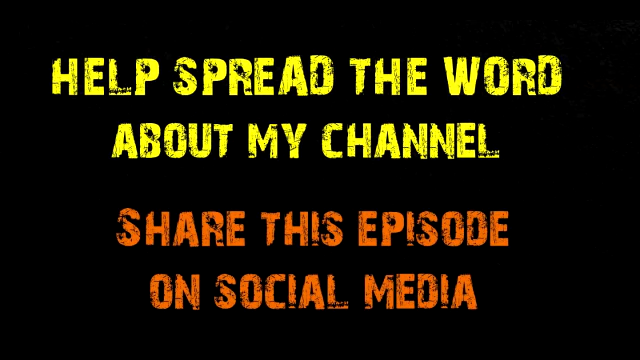 HELP SPREAD THE WORD
ABOUT MY CHANNEL
SHARE THIS EPISODE
ON SOCIAL MEDIA